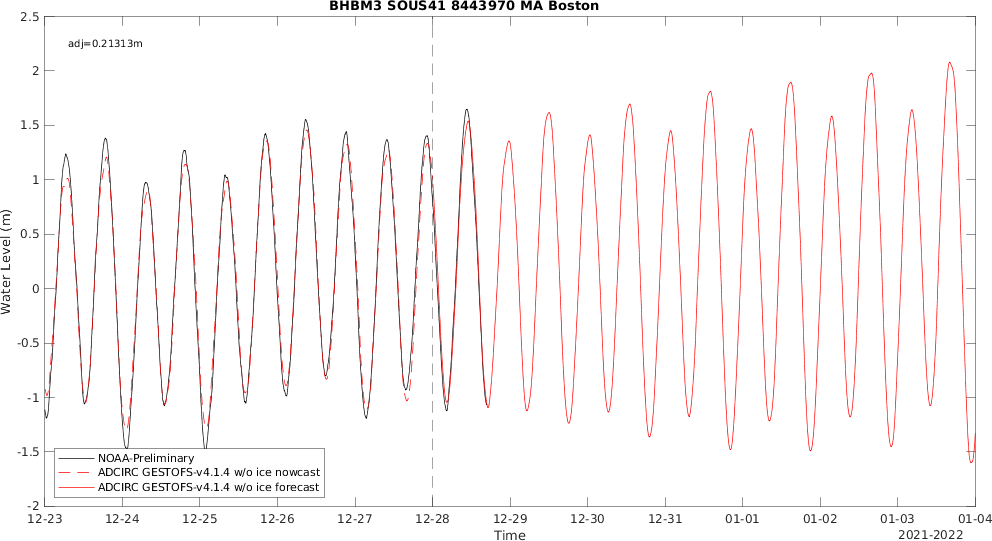 BHBM3 SOUS41 8443970 MA Boston
adj=0.21313m
2.5
2
1.5
1
0.5
0
-0.5
-1
-1.5
-2
Water Level (m)
NOAA-Preliminary
ADCIRC GESTOFS-v4.1.4 w/o ice nowcast
ADCIRC GESTOFS-v4.1.4 w/o ice forecast
12-23 12-24 12-25 12-26 12-27 12-28 12-29 12-30 12-31 01-01 01-02 01-03 01-04
Time
2021-2022